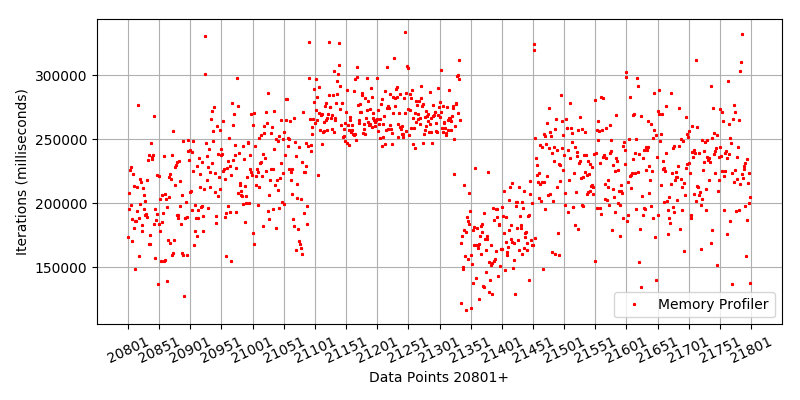 Iterations (milliseconds)
300000
250000
200000
150000
Memory Profiler
20801 20851 20901 20951 21001 21051 21101 21151 21201 21251 21301 21351 21401 21451 21501 21551 21601 21651 21701 21751 21801
Data Points 20801+